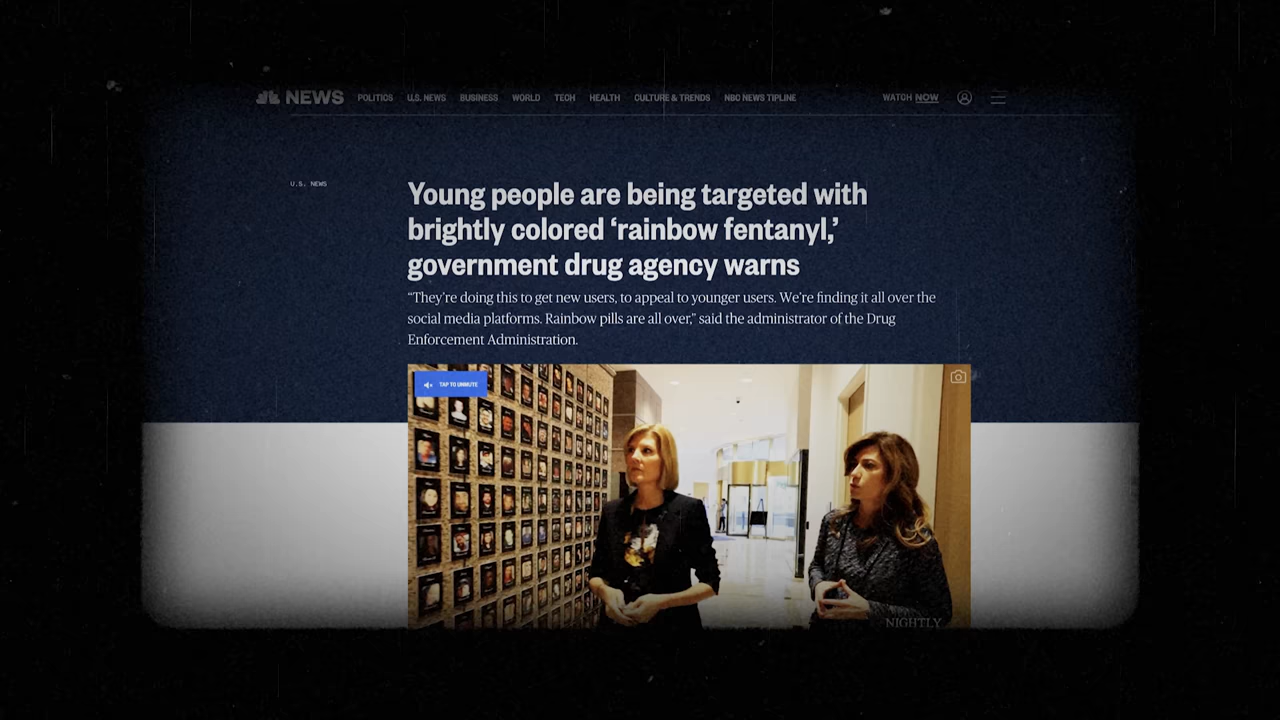 NEWS POLITICS U.S. NEWS BUSINESS WORLD TECH HEALTH CULTURE & TRENDS NBC NEWS TIPLINE WATCH NOW
U.S. NEWS
Young people are being targeted with
brightly colored ‘rainbow fentanyl,’
government drug agency warns
“They’re doing this to get new users, to appeal to younger users. We’re finding it all over the
social media platforms. Rainbow pills are all over,” said the administrator of the Drug
Enforcement Administration.
TAP TO UNMUTE
NIGHTLY